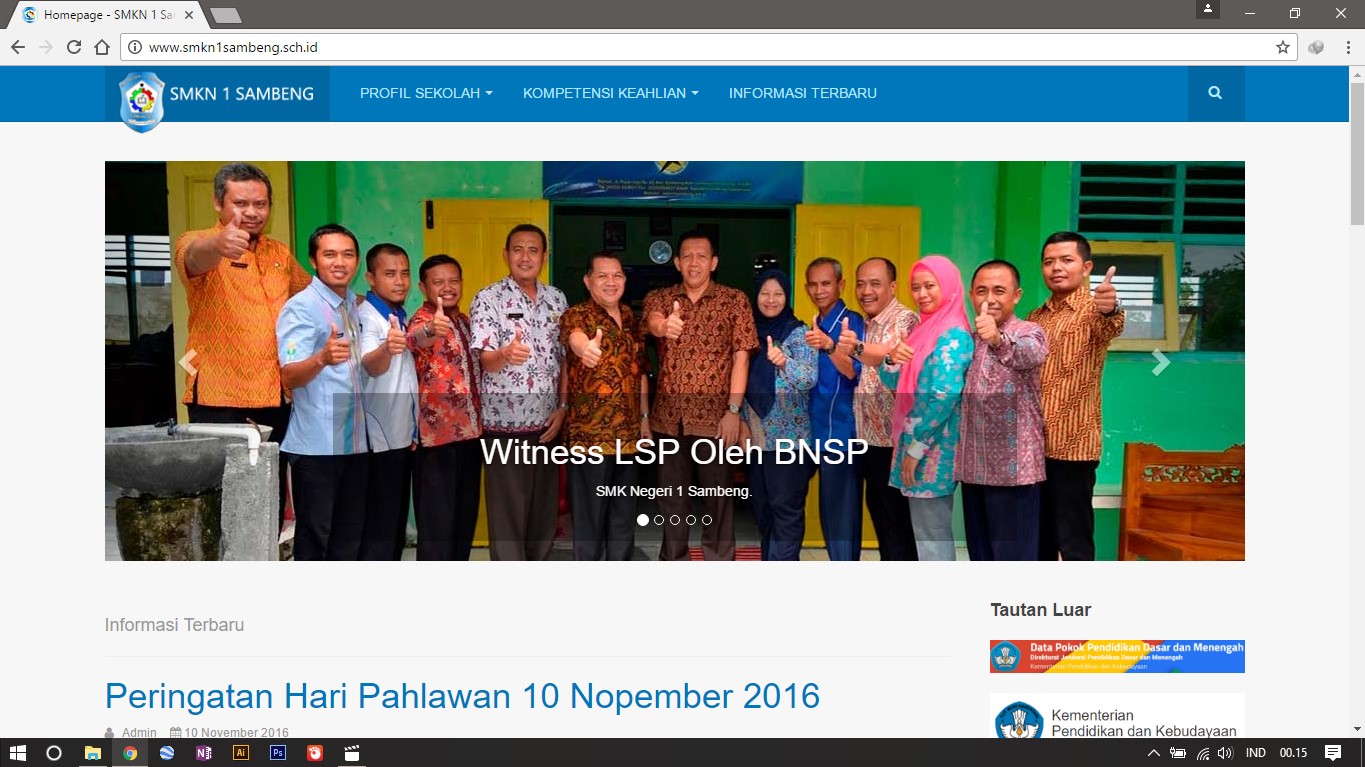 Homepage - SMKN 1 Sa
www.smkn1sambeng.sch.id
SMKN 1 SAMBENG
PROFIL SEKOLAH
KOMPETENSI KEAHLIAN
INFORMASI TERBARU
Witness LSP Oleh BNSP
SMK Negeri 1 Sambeng.
Informasi Terbaru
Peringatan Hari Pahlawan 10 Nopember 2016
Admin 10 November 2016
Tautan Luar
Data Pokok Pendidikan Dasar dan Menengah
Direktorat Jenderal Pendidikan Dasar dan Menengah
Kementerian Pendidikan dan Kebudayaan
Kementerian
Pendidikan dan Kebudayaan
N
Ai
Ps
IND
00.15